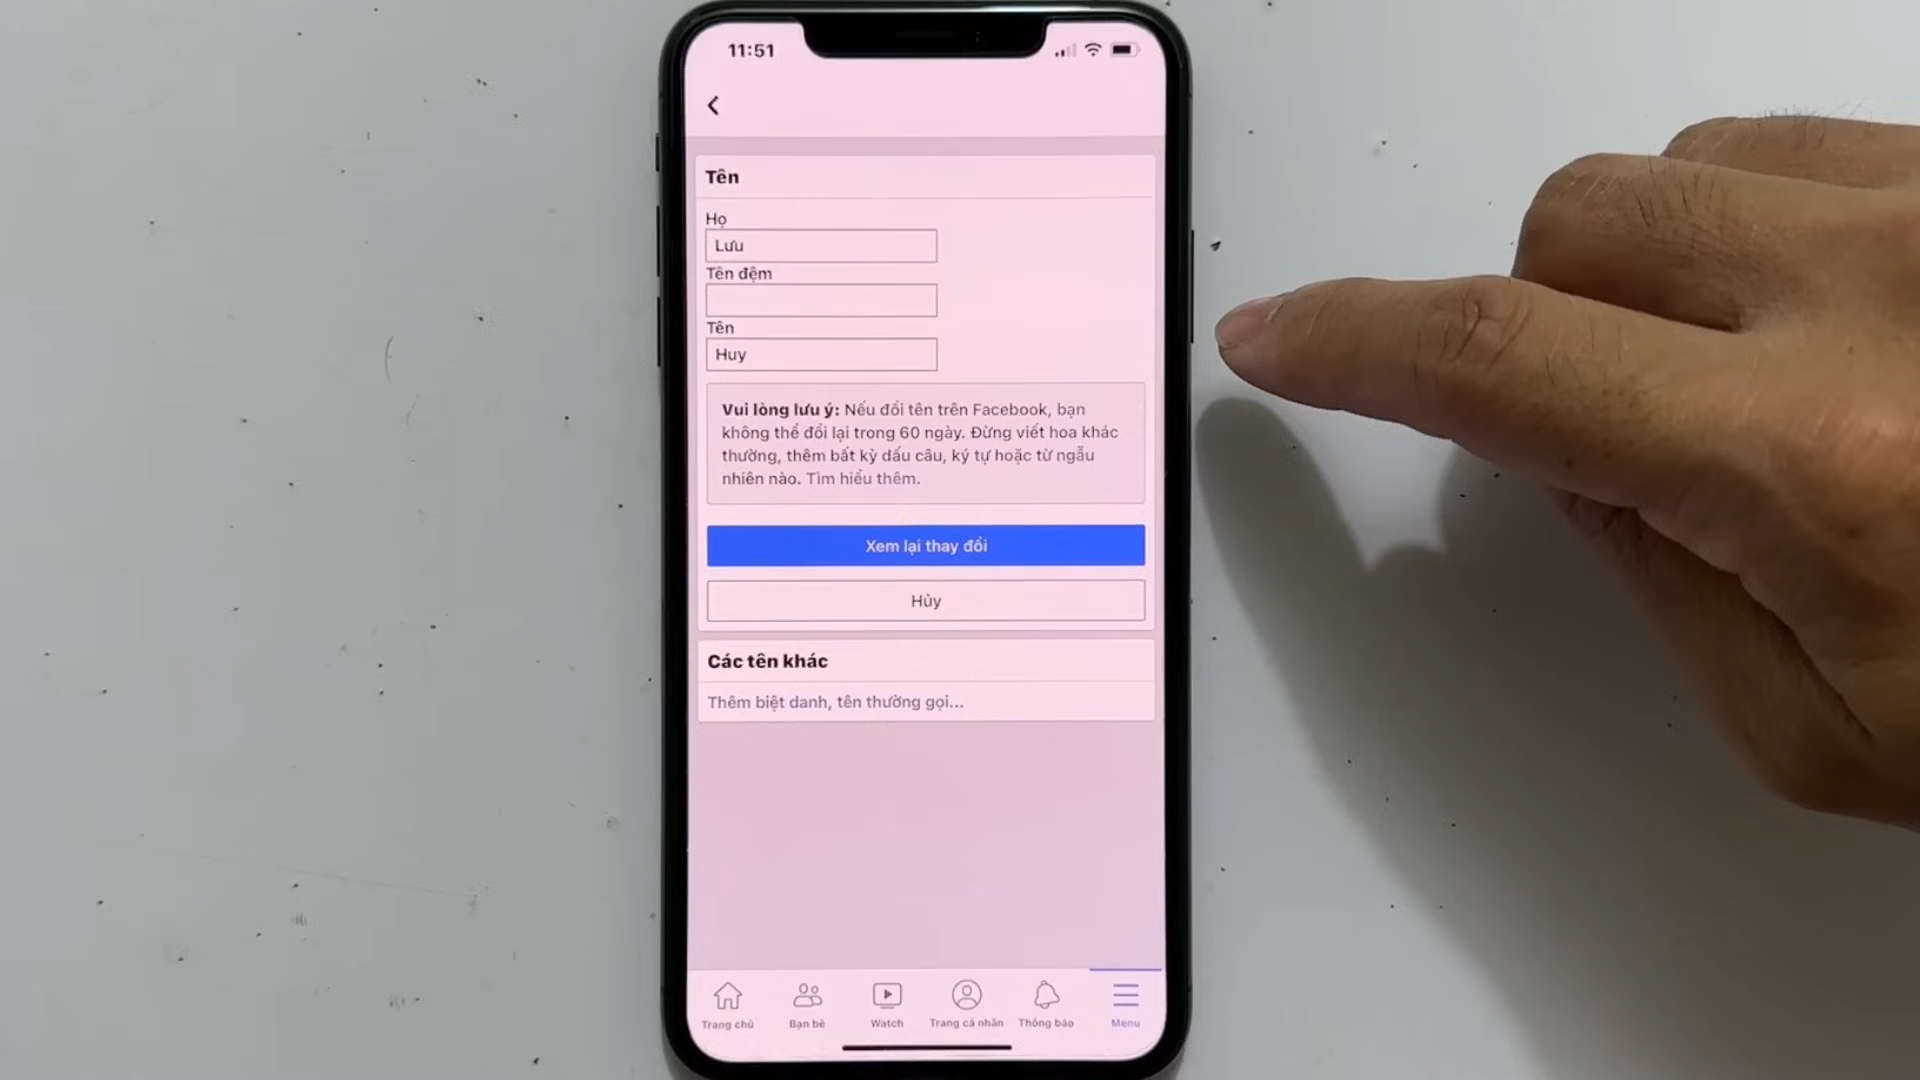 11:51
Tên
Họ
Lưu
Tên đệm
Tên
Huy
Vui lòng lưu ý: Nếu đổi tên trên Facebook, bạn
không thể đổi lại trong 60 ngày. Đừng viết hoa khác
thường, thêm bất kỳ dấu câu, ký tự hoặc từ ngẫu
nhiên nào. Tìm hiểu thêm.
Xem lại thay đổi
Hủy
Các tên khác
Thêm biệt danh, tên thường gọi...
Trang chủ Bạn bè Watch Trang cá nhân Thông báo Menu